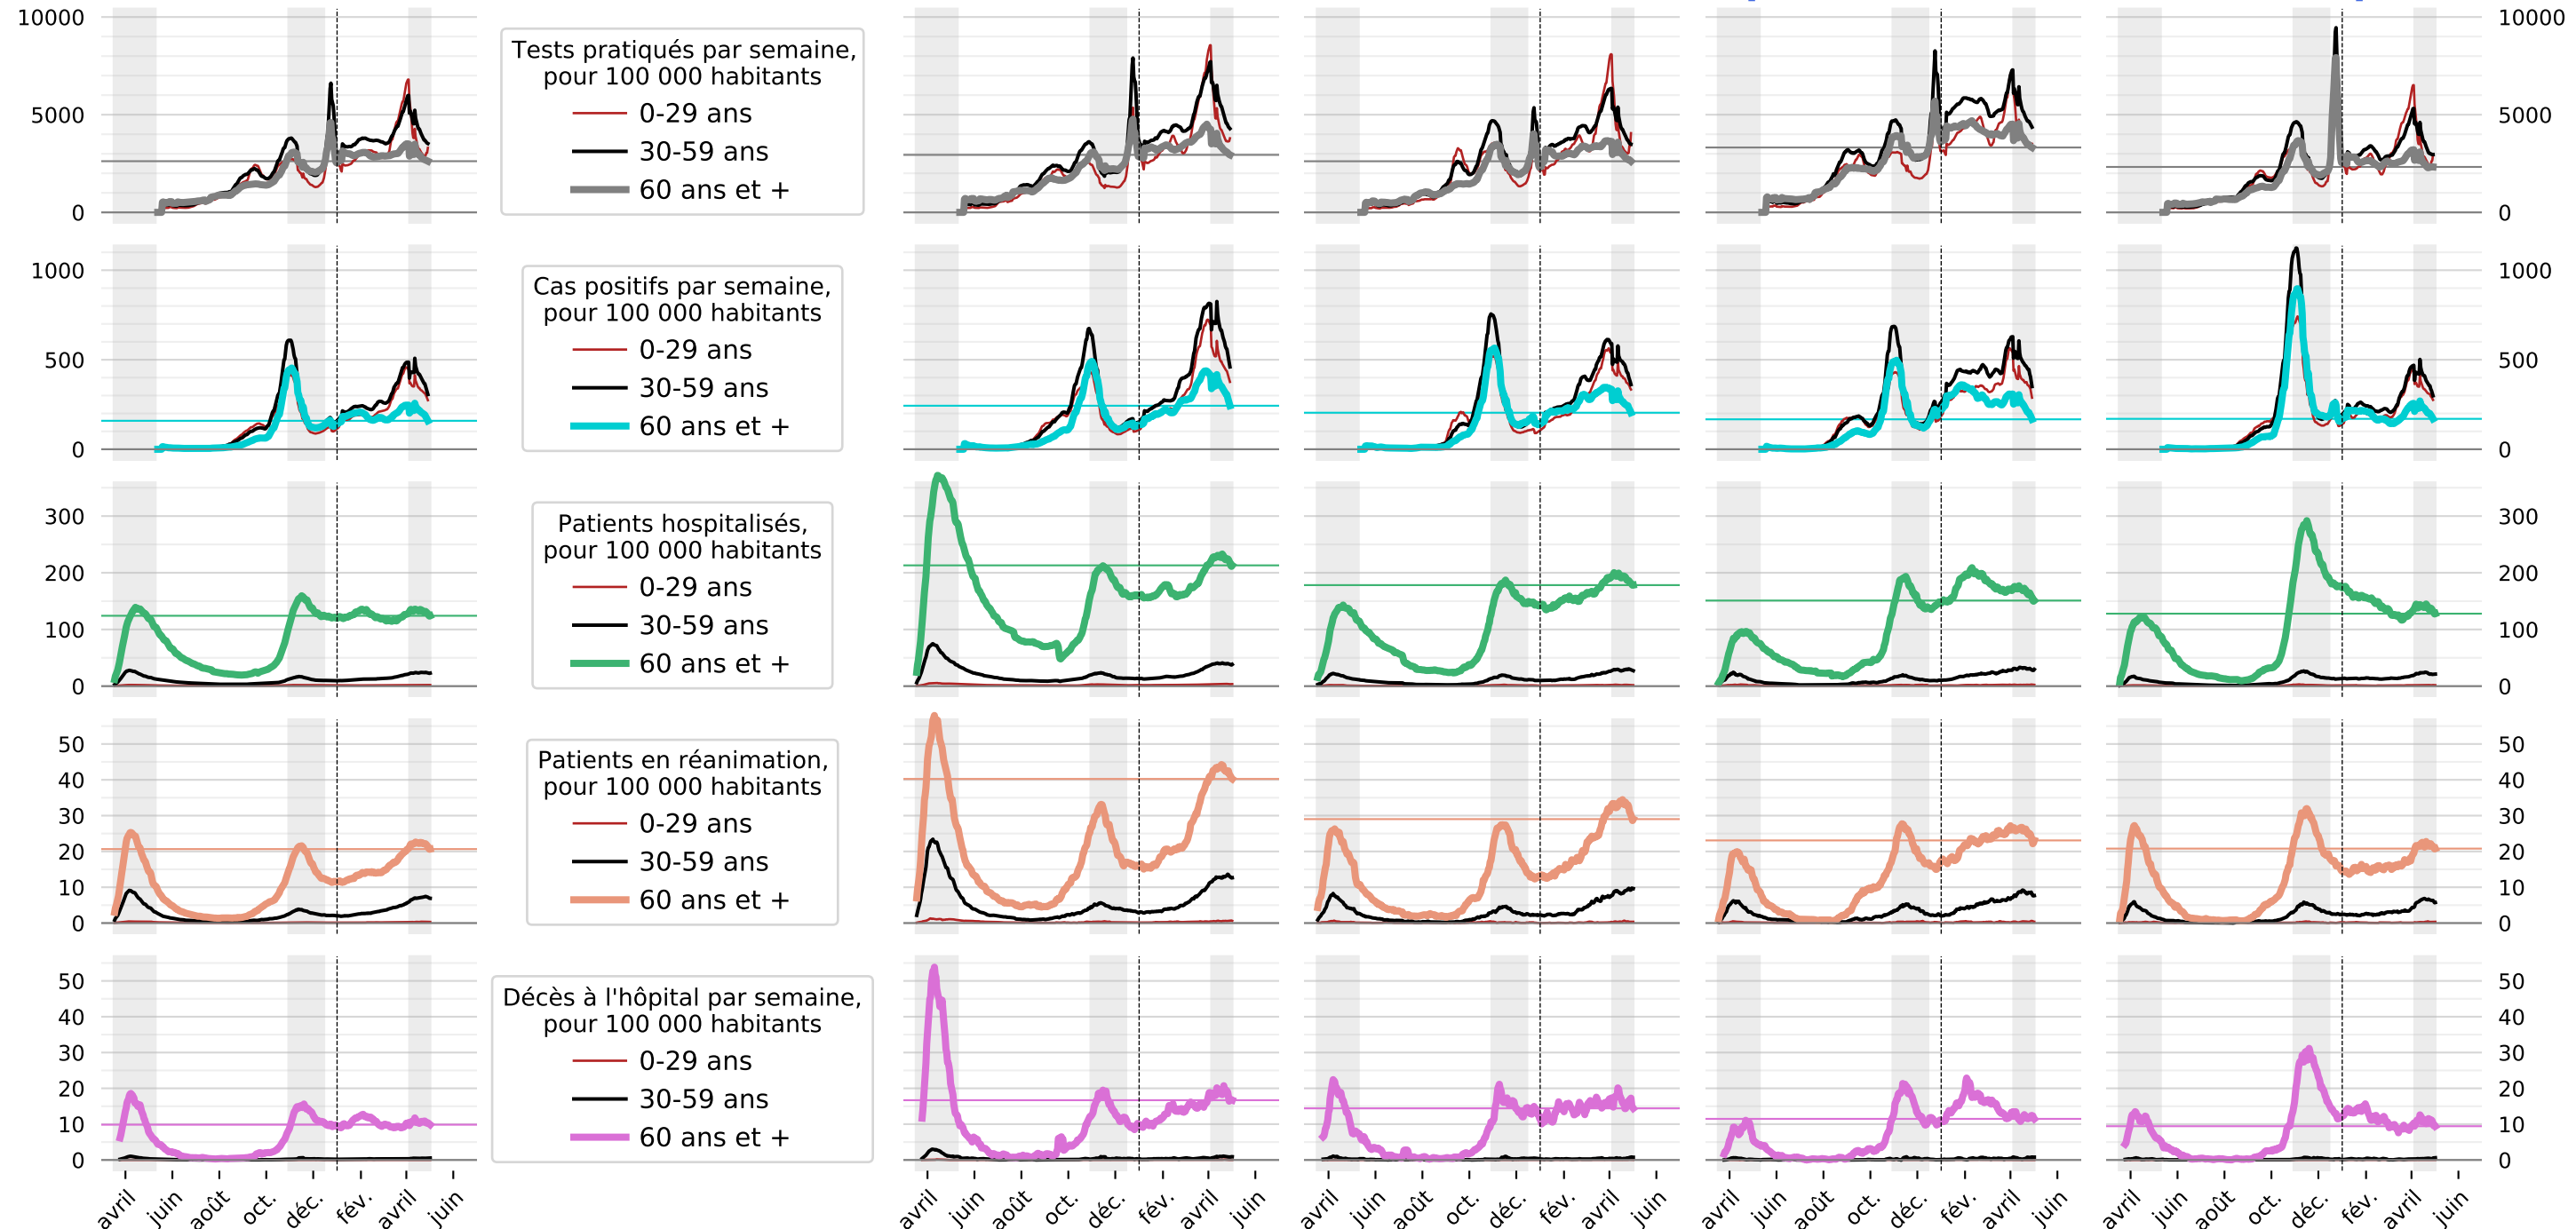 10000
5000
0
Tests pratiqués par semaine,
pour 100 000 habitants
0-29 ans
30-59 ans
60 ans et +
10000
5000
0
1000
500
0
Cas positifs par semaine,
pour 100 000 habitants
0-29 ans
30-59 ans
60 ans et +
1000
500
0
300
200
100
0
Patients hospitalisés,
pour 100 000 habitants
0-29 ans
30-59 ans
60 ans et +
300
200
100
0
50
40
30
20
10
0
Patients en réanimation,
pour 100 000 habitants
0-29 ans
30-59 ans
60 ans et +
50
40
30
20
10
0
50
40
30
20
10
0
Décès à l'hôpital par semaine,
pour 100 000 habitants
0-29 ans
30-59 ans
60 ans et +
50
40
30
20
10
0
avril juin août oct. déc. fév. avril juin
avril juin août oct. déc. fév. avril juin
avril juin août oct. déc. fév. avril juin
avril juin août oct. déc. fév. avril juin
avril juin août oct. déc. fév. avril juin